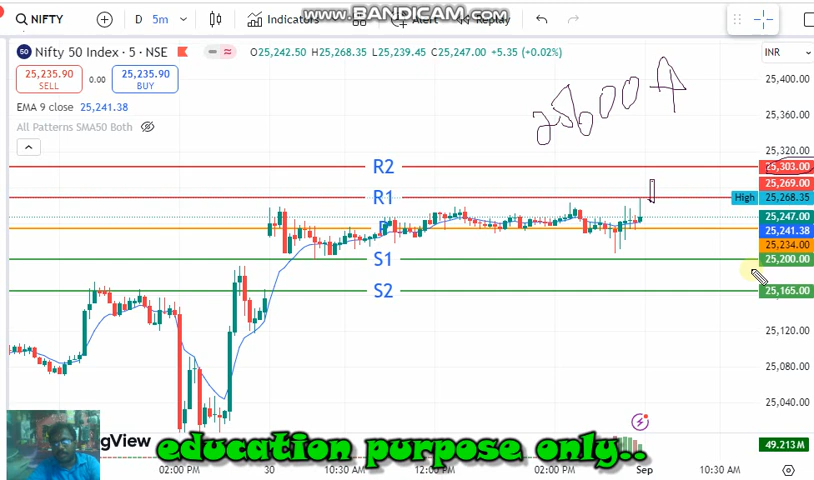 NIFTY D 5m Indicators Alert Replay
www.BANDICAM.com
Nifty 50 Index · 5 · NSE O25,242.50 H25,268.35 L25,239.45 C25,247.00 +5.35 (+0.02%) INR
25,235.90 SELL 0.00 25,235.90 BUY
EMA 9 close 25,241.38
All Patterns SMA50 Both
25,400.00
25,360.00
25,320.00
R2 25,303.00
25,269.00
R1 High 25,268.35
25,247.00
P 25,241.38
25,234.00
S1 25,200.00
S2 25,165.00
25,120.00
25,080.00
25,040.00
View
education purpose only..
49.213M
02:00 PM 30 10:30 AM 12:00 PM 02:00 PM Sep 10:30 AM